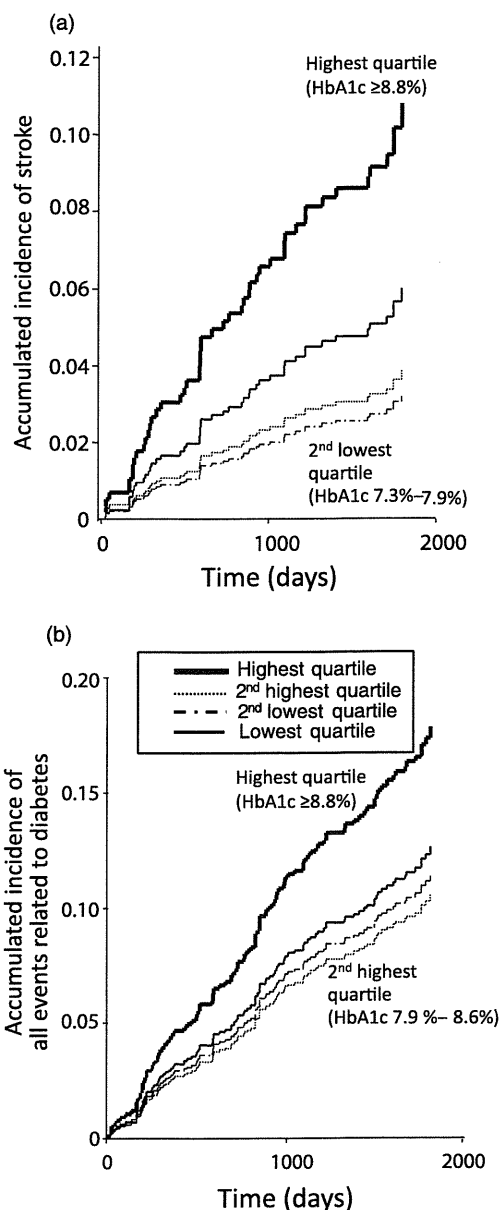 (a)
0.12
0.10
0.08
0.06
0.04
0.02
0
Accumulated incidence of stroke
Highest quartile
(HbA1c ≥8.8%)
2nd lowest
quartile
(HbA1c 7.3%–7.9%)
0
1000
2000
Time (days)
(b)
0.20
0.15
0.10
0.05
0
Accumulated incidence of
all events related to diabetes
Highest quartile
2nd highest quartile
2nd lowest quartile
Lowest quartile
Highest quartile
(HbA1c ≥8.8%)
2nd highest
quartile
(HbA1c 7.9 %– 8.6%)
0
1000
2000
Time (days)